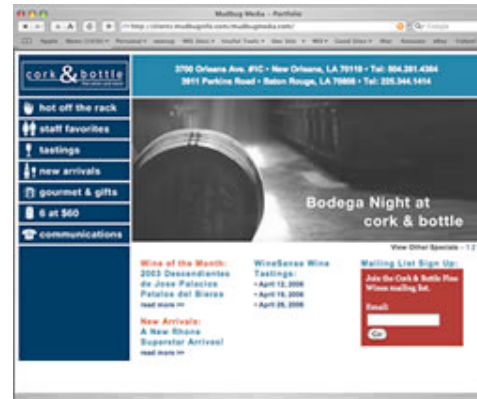 Mudbug Media - Portfolio
cork & bottle
3700 Orleans Ave. #1C • New Orleans, LA 70119 • Tel: 504.281.4384
3911 Perkins Road • Baton Rouge, LA 70808 • Tel: 225.344.1414
hot off the rack
staff favorites
tastings
new arrivals
gourmet & gifts
6 at $60
communications
Bodega Night at
cork & bottle
View Other Specials - 1 2
Wine of the Month:
2003 Descendientes
de Jose Palacios
Petalos del Bierzo
read more >>
New Arrivals:
A New Rhone
Superstar Arrives!
read more >>
WineSense Wine
Tastings:
• April 12, 2006
• April 19, 2006
• April 26, 2006
Mailing List Sign Up:
Join the Cork & Bottle Fine
Wines mailing list.
Email:
Go